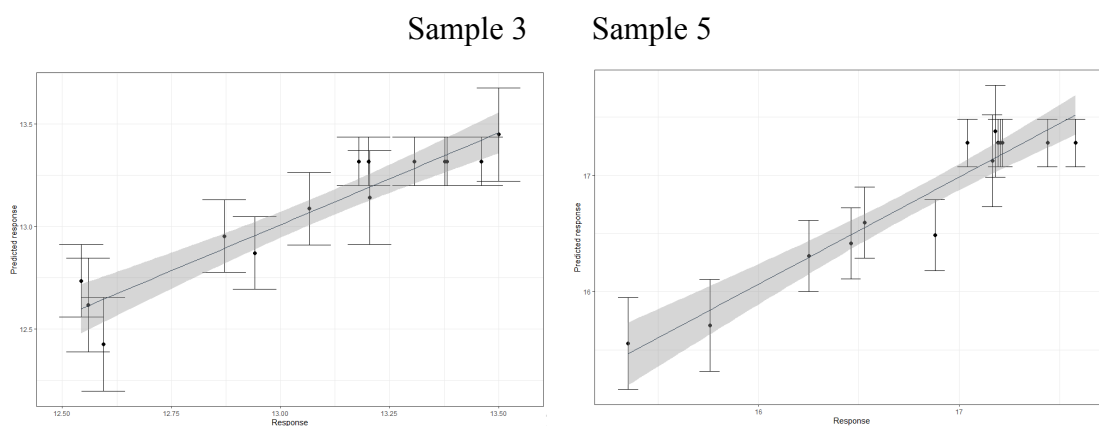 Sample 3
Sample 5
Predicted response
13.5
13.0
12.5
12.50
12.75
13.00
13.25
13.50
Response
Predicted response
17
16
16
17
Response